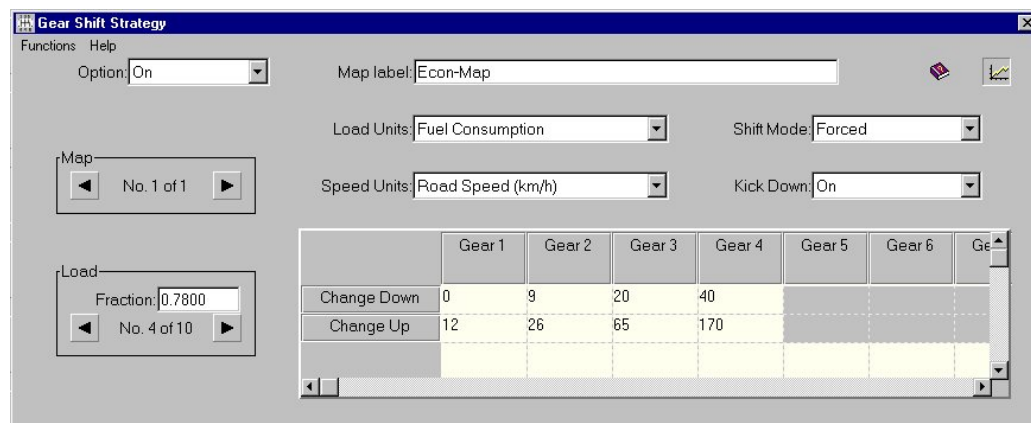 Gear Shift Strategy
Functions Help
Option: On
Map label: Econ-Map
Load Units: Fuel Consumption
Shift Mode: Forced
Map
No. 1 of 1
Speed Units: Road Speed (km/h)
Kick Down: On
Load
Fraction: 0.7800
No. 4 of 10
Gear 1 Gear 2 Gear 3 Gear 4 Gear 5 Gear 6 Ge
Change Down 0 9 20 40
Change Up 12 26 65 170